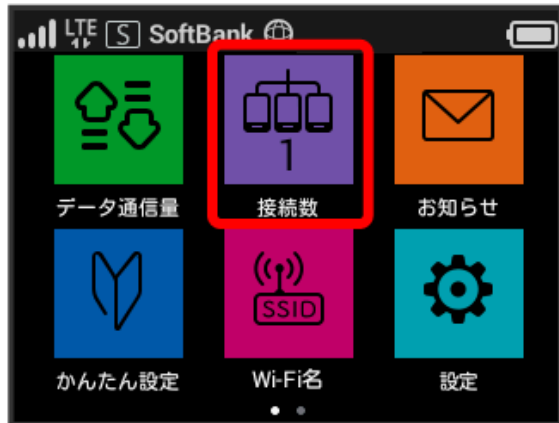 LTE S SoftBank
1
データ通信量 接続数 お知らせ
SSID
かんたん設定 Wi-Fi名 設定